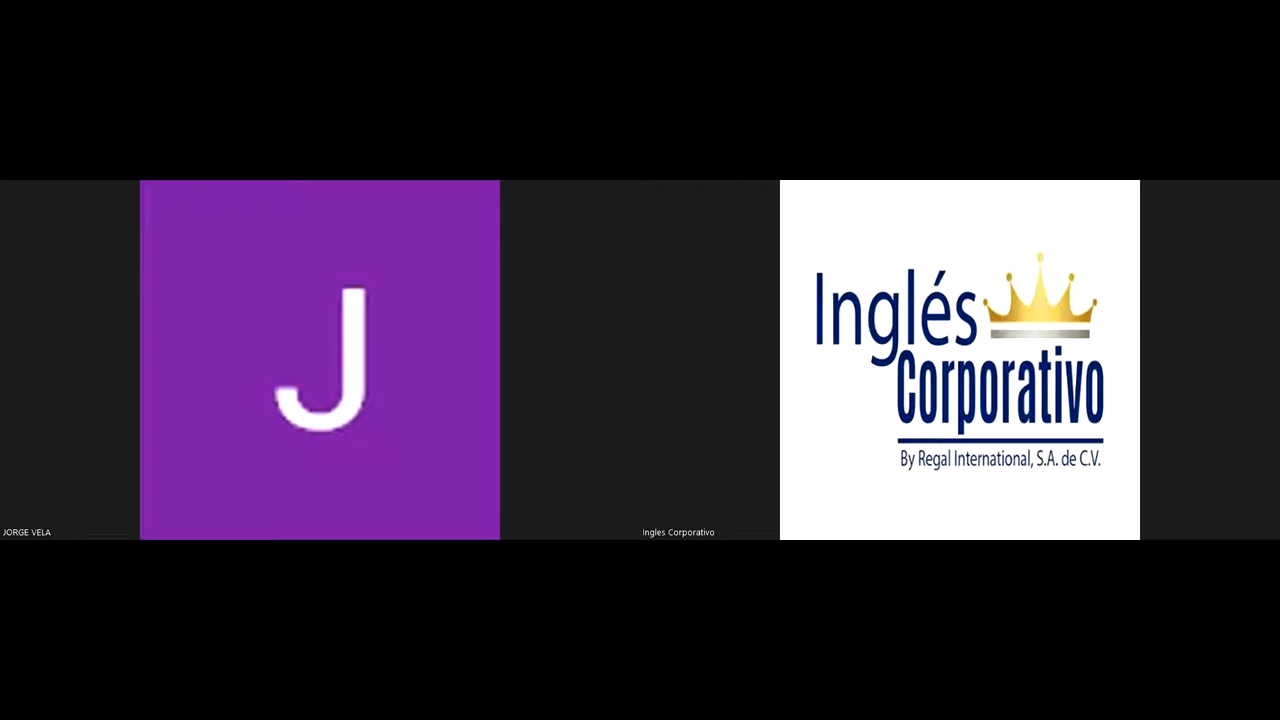 J
JORGE VELA
Inglés
Corporativo
By Regal International, S.A. de C.V.
Ingles Corporativo